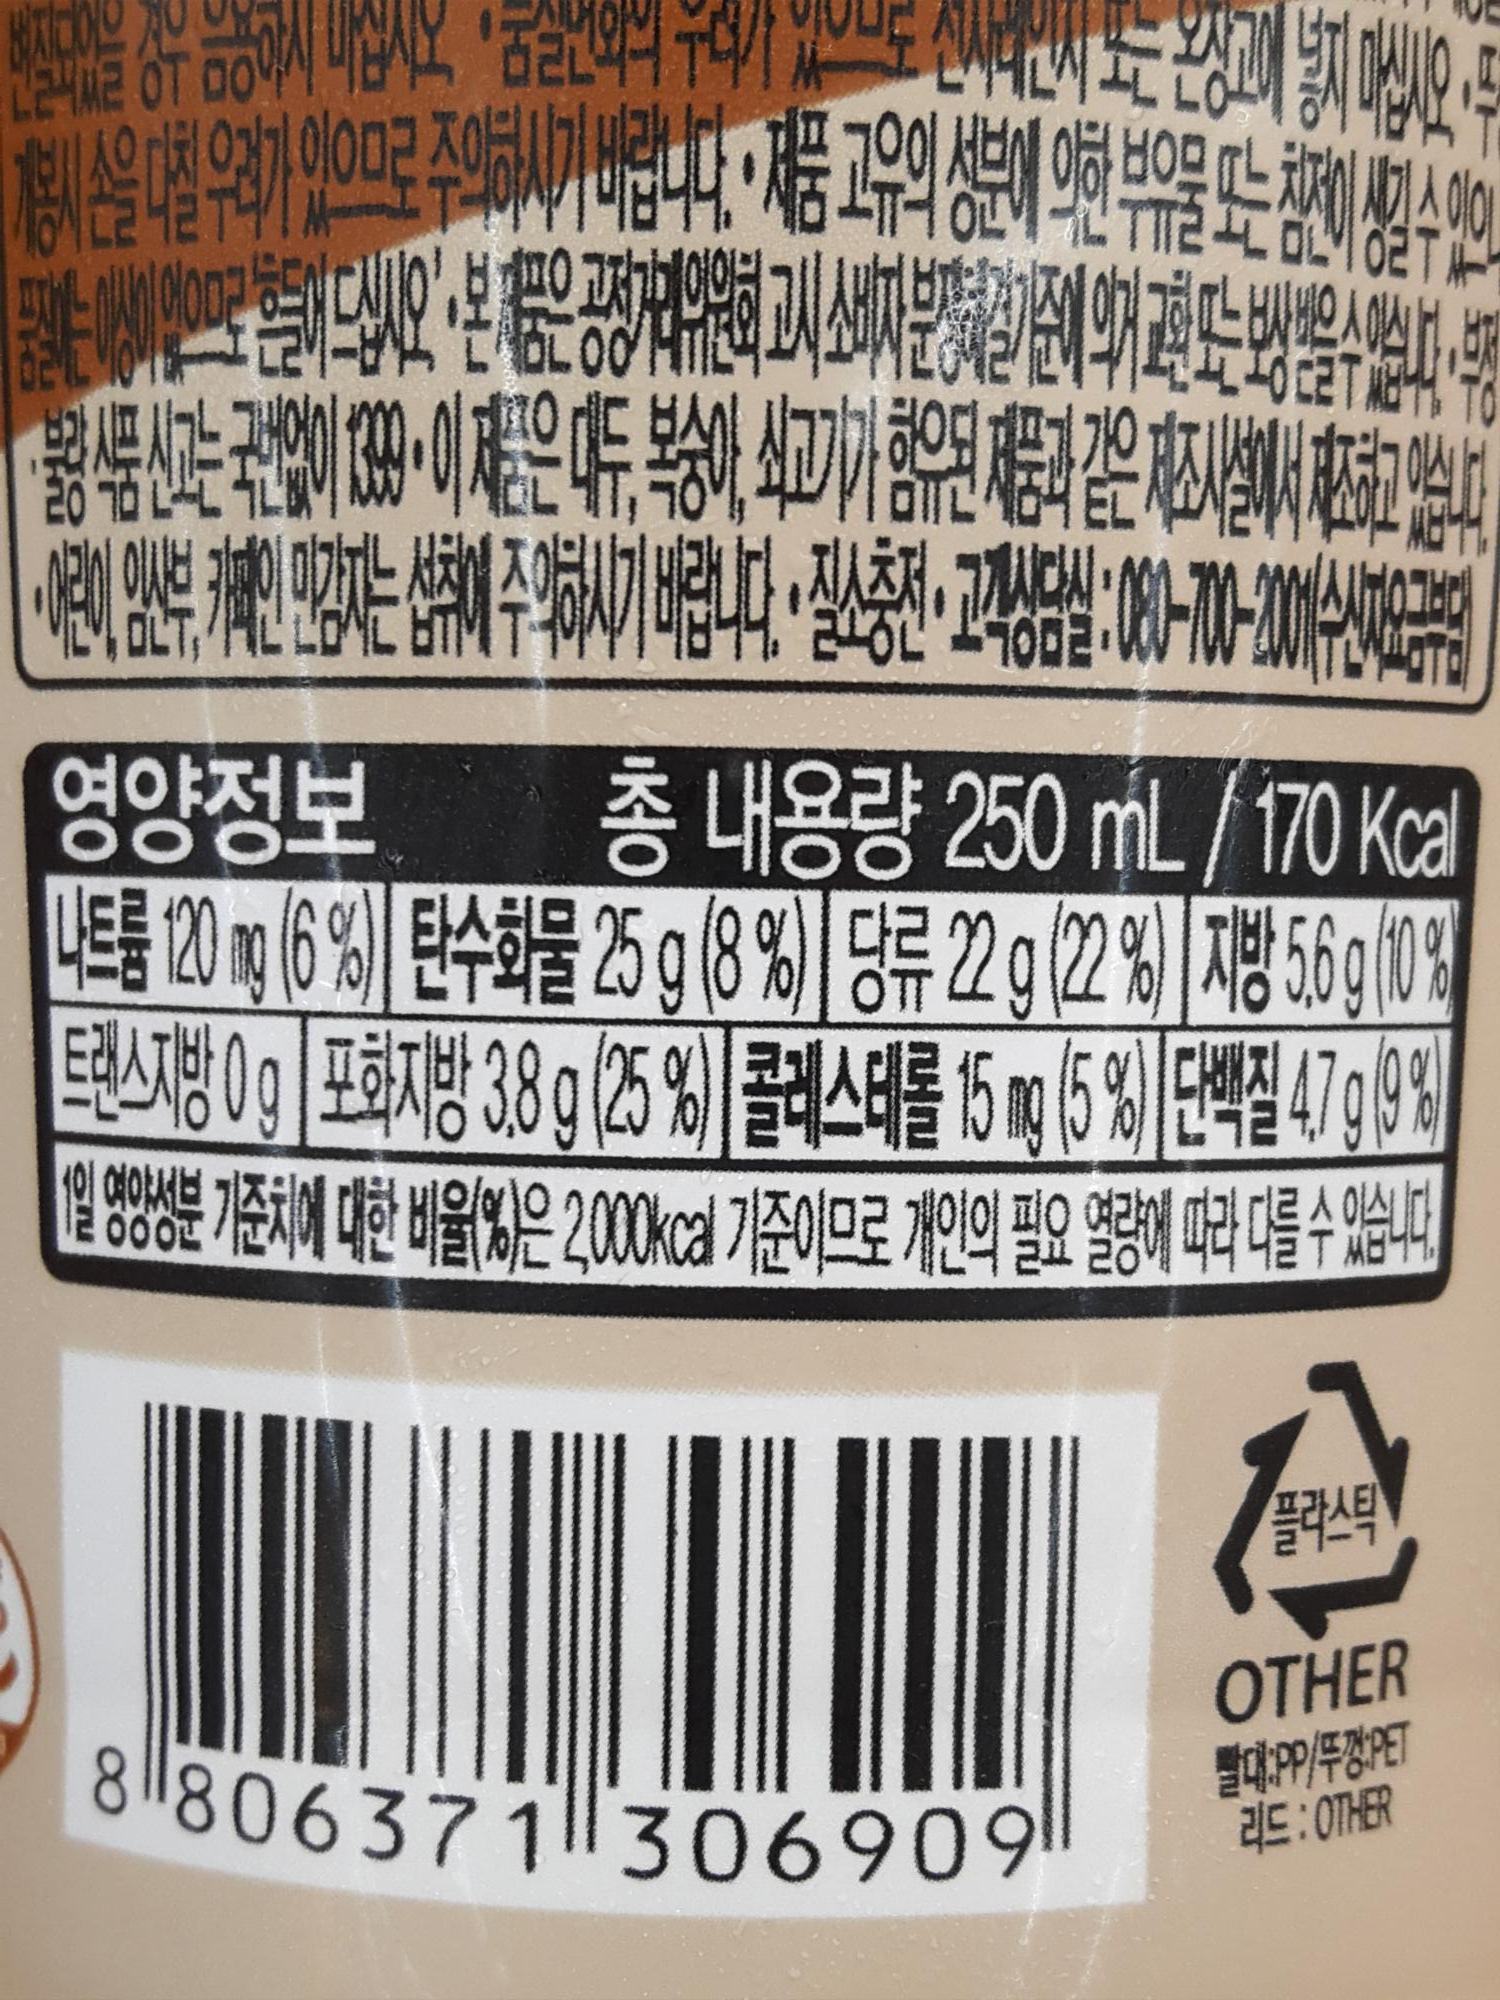 변질되었을 경우 음용하지 마십시오 • 품질변화의 우려가 있으므로 전자레인지 또는 온장고에 넣지 마십시오 •
개봉시 손을 다칠 우려가 있으므로 주의하시기 바랍니다. • 제품 고유의 성분에 의한 부유물 또는 침전이 생길 수 있으나
품질에는 이상이 없으므로 '흔들어 드십시오' • 본 제품은 공정거래위원회 고시 소비자 분쟁해결기준에 의거 교환 또는 보상 받을 수 있습니다. • 부정
•불량 식품 신고는 국번없이 1399 • 이 제품은 대두, 복숭아, 쇠고기가 함유된 제품과 같은 제조시설에서 제조하고 있습니다.
• 어린이, 임산부, 카페인 민감자는 섭취에 주의하시기 바랍니다. • 질소충전 • 고객상담실 : 080-700-2001(수신자요금부담)
영양정보 총 내용량 250 mL / 170 Kcal
나트륨 120 mg (6 %) 탄수화물 25 g (8 %) 당류 22 g (22 %) 지방 5.6 g (10 %)
트랜스지방 0 g 포화지방 3.8 g (25 %) 콜레스테롤 15 mg (5 %) 단백질 4.7 g (9 %)
1일 영양성분 기준치에 대한 비율(%)은 2,000kcal 기준이므로 개인의 필요 열량에 따라 다를 수 있습니다.
플라스틱
OTHER
빨대:PP/뚜껑:PET
리드 : OTHER
8 806371 306909